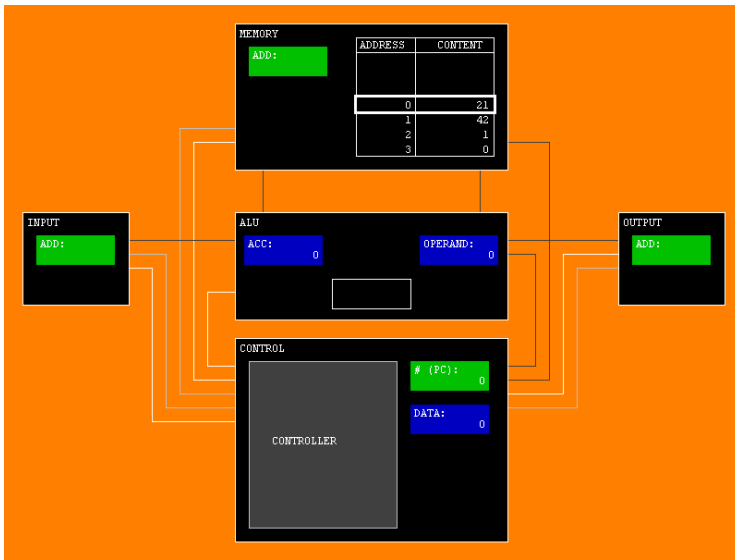 MEMORY
ADD:
ADDRESS CONTENT
0 21
1 42
2 1
3 0
INPUT
ADD:
ALU
ACC:
0
OPERAND:
0
OUTPUT
ADD:
CONTROL
# (PC):
0
DATA:
0
CONTROLLER